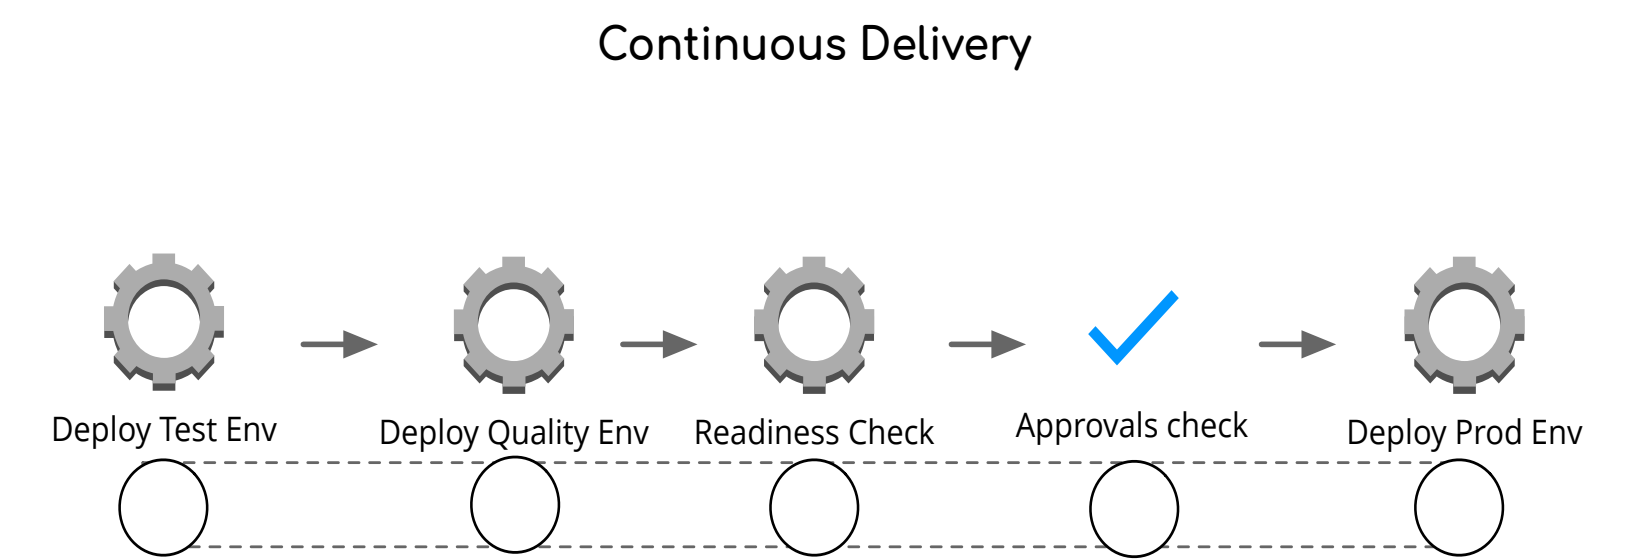 Continuous Delivery
Deploy Test Env
Deploy Quality Env
Readiness Check
Approvals check
Deploy Prod Env